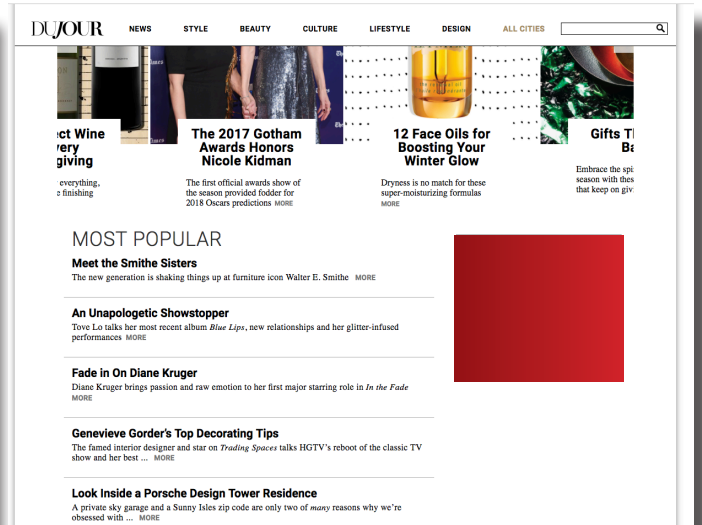 DUJOUR
NEWS
STYLE
BEAUTY
CULTURE
LIFESTYLE
DESIGN
ALL CITIES
ct Wine
very
giving
everything,
e finishing
The 2017 Gotham
Awards Honors
Nicole Kidman
The first official awards show of
the season provided fodder for
2018 Oscars predictions MORE
12 Face Oils for
Boosting Your
Winter Glow
Dryness is no match for these
super-moisturizing formulas
MORE
Gifts T
Ba
Embrace the spi
season with thes
that keep on giv
MOST POPULAR
Meet the Smithe Sisters
The new generation is shaking things up at furniture icon Walter E. Smithe MORE
An Unapologetic Showstopper
Tove Lo talks her most recent album Blue Lips, new relationships and her glitter-infused
performances MORE
Fade in On Diane Kruger
Diane Kruger brings passion and raw emotion to her first major starring role in In the Fade
MORE
Genevieve Gorder's Top Decorating Tips
The famed interior designer and star on Trading Spaces talks HGTV's reboot of the classic TV
show and her best ... MORE
Look Inside a Porsche Design Tower Residence
A private sky garage and a Sunny Isles zip code are only two of many reasons why we're
obsessed with ... MORE